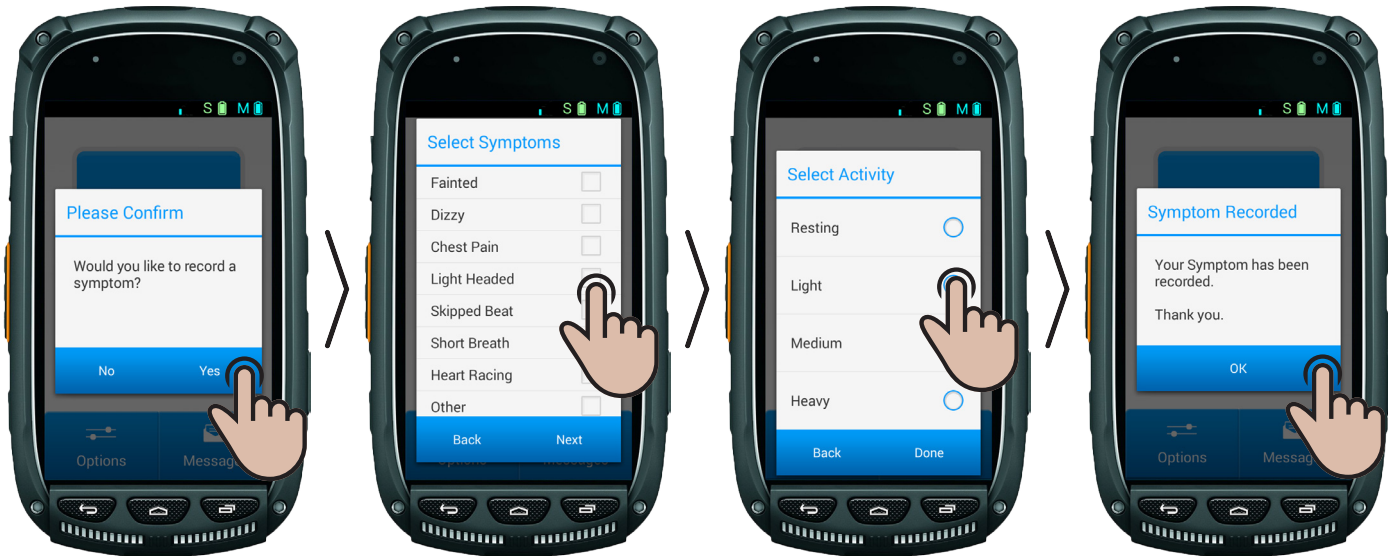 S M
Please Confirm
Would you like to record a
symptom?
No Yes
Options Messag
S M
Select Symptoms
Fainted
Dizzy
Chest Pain
Light Headed
Skipped Beat
Short Breath
Heart Racing
Other
Back Next
S M
Select Activity
Resting
Light
Medium
Heavy
Back Done
S M
Symptom Recorded
Your Symptom has been
recorded.
Thank you.
OK
Options Messag